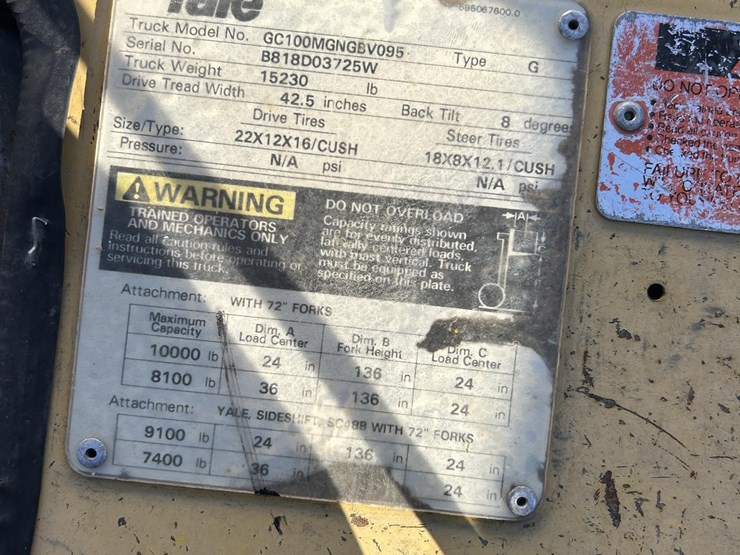 Yale
595067800.0
Truck Model No. GC100MGNGBV095 Type G
Serial No. B818D03725W
Truck Weight 15230 lb
Drive Tread Width 42.5 inches Back Tilt 8 degrees
Drive Tires Steer Tires
Size/Type: 22X12X16/CUSH 18X8X12.1/CUSH
Pressure: N/A psi N/A psi
WARNING
TRAINED OPERATORS
AND MECHANICS ONLY
Read all caution rules and
instructions before operating or
servicing this truck.
DO NOT OVERLOAD
Capacity ratings shown
are for evenly distributed,
laterally centered loads,
with mast vertical. Truck
must be equipped as
specified on this plate.
A
C
Attachment: WITH 72" FORKS
Maximum Capacity Dim. A Load Center Dim. B Fork Height Dim. C Load Center
10000 lb 24 in 136 in 24 in
8100 lb 36 in 136 in 24 in
Attachment: YALE, SIDESHIFT, SC48B WITH 72" FORKS
9100 lb 24 in 136 in 24 in
7400 lb 36 in 24 in
DO NOT OP
Read all
FAILURE TO